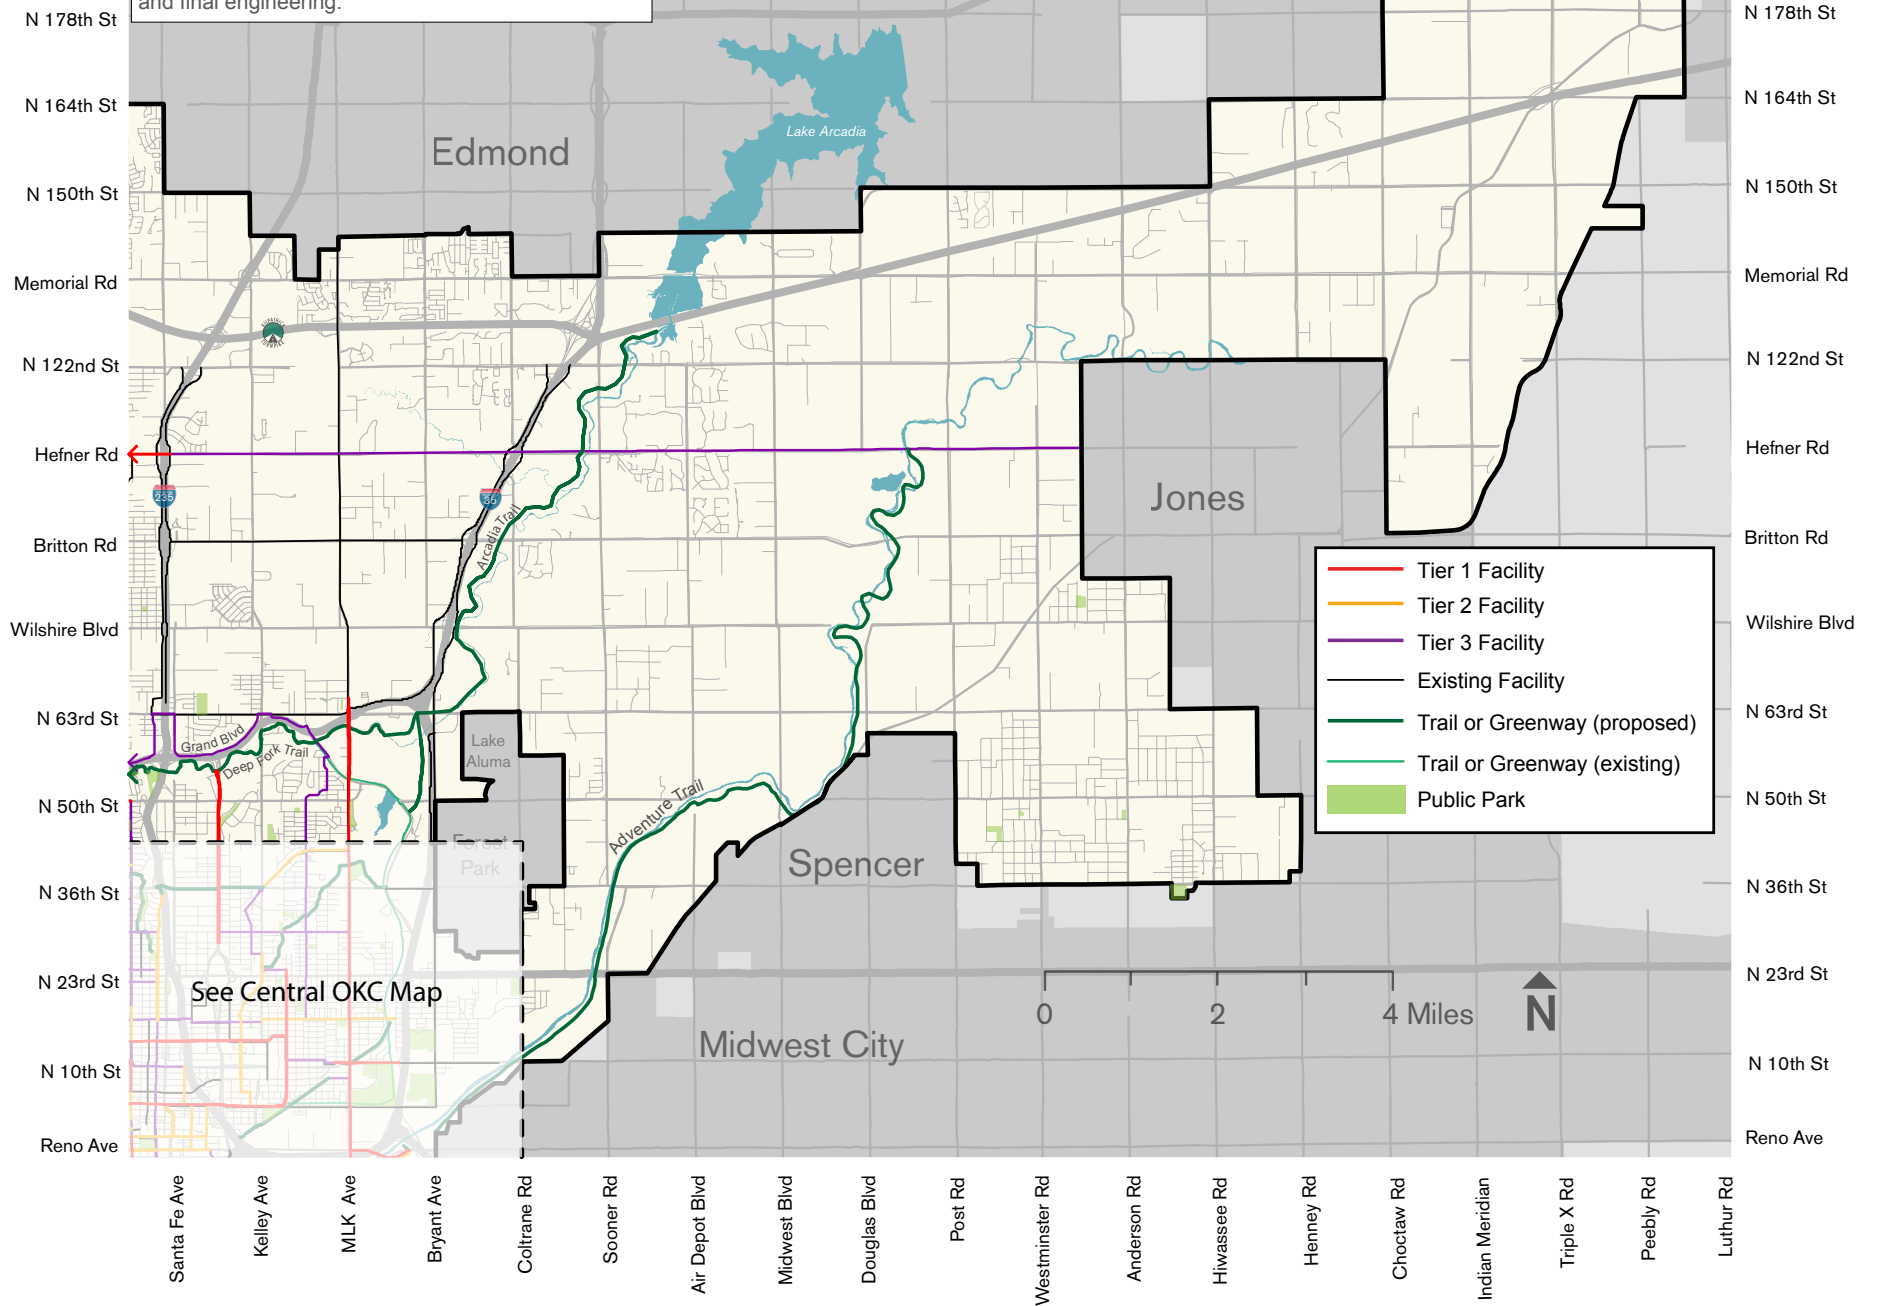 and final engineering.
N 178th St
N 164th St
N 150th St
Memorial Rd
N 122nd St
Hefner Rd
Britton Rd
Wilshire Blvd
N 63rd St
N 50th St
N 36th St
N 23rd St
N 10th St
Reno Ave
Edmond
Lake Arcadia
235
35
Arcadia Trail
Jones
Grand Blvd
Deep Fork Trail
Lake
Aluma
Forest
Park
Adventure Trail
Spencer
See Central OKC Map
Midwest City
Tier 1 Facility
Tier 2 Facility
Tier 3 Facility
Existing Facility
Trail or Greenway (proposed)
Trail or Greenway (existing)
Public Park
0
2
4 Miles
N
N 178th St
N 164th St
N 150th St
Memorial Rd
N 122nd St
Hefner Rd
Britton Rd
Wilshire Blvd
N 63rd St
N 50th St
N 36th St
N 23rd St
N 10th St
Reno Ave
Santa Fe Ave
Kelley Ave
MLK Ave
Bryant Ave
Coltrane Rd
Sooner Rd
Air Depot Blvd
Midwest Blvd
Douglas Blvd
Post Rd
Westminster Rd
Anderson Rd
Hiwassee Rd
Henney Rd
Choctaw Rd
Indian Meridian
Triple X Rd
Peebly Rd
Luthur Rd